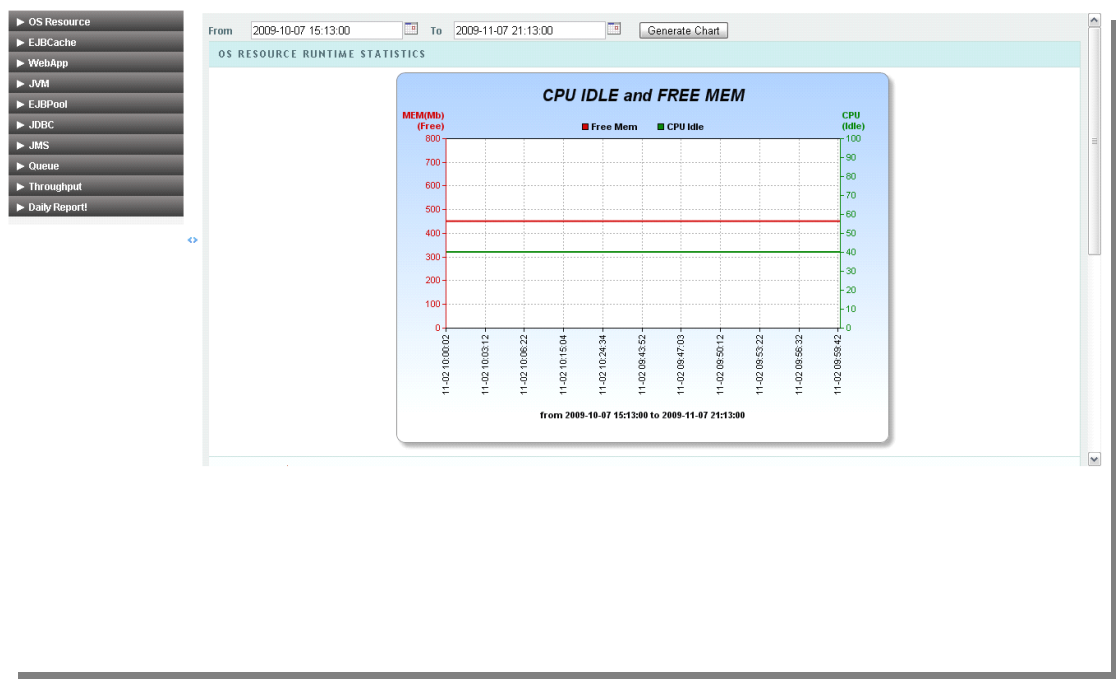 OS Resource
EJBCache
WebApp
JVM
EJBPool
JDBC
JMS
Queue
Throughput
Daily Report!
From 2009-10-07 15:13:00 To 2009-11-07 21:13:00 Generate Chart
OS RESOURCE RUNTIME STATISTICS
CPU IDLE and FREE MEM
MEM(Mb)
(Free)
Free Mem CPU Idle
CPU
(Idle)
800
700
600
500
400
300
200
100
0
100
90
80
70
60
50
40
30
20
10
0
11-02 10:00:02
11-02 10:03:12
11-02 10:06:22
11-02 10:15:04
11-02 10:24:34
11-02 09:43:52
11-02 09:47:03
11-02 09:50:12
11-02 09:53:22
11-02 09:56:32
11-02 09:59:42
from 2009-10-07 15:13:00 to 2009-11-07 21:13:00